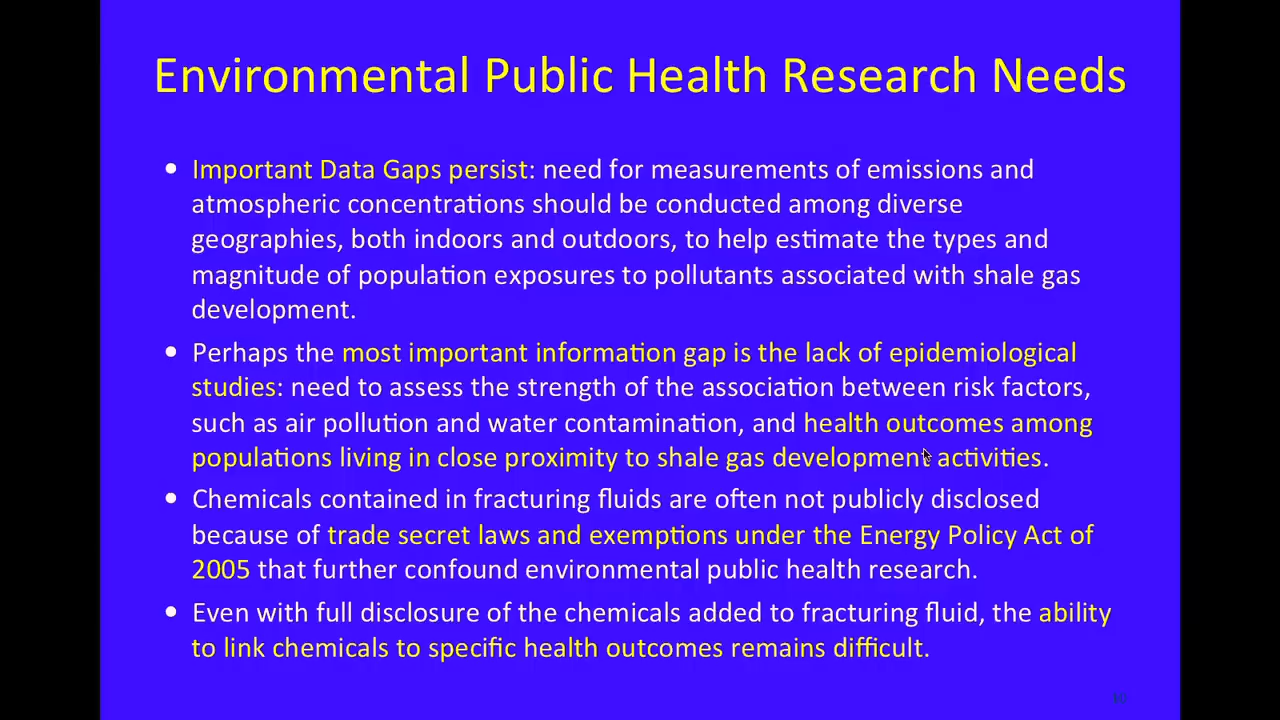 Environmental Public Health Research Needs
• Important Data Gaps persist: need for measurements of emissions and
atmospheric concentrations should be conducted among diverse
geographies, both indoors and outdoors, to help estimate the types and
magnitude of population exposures to pollutants associated with shale gas
development.
• Perhaps the most important information gap is the lack of epidemiological
studies: need to assess the strength of the association between risk factors,
such as air pollution and water contamination, and health outcomes among
populations living in close proximity to shale gas development activities.
• Chemicals contained in fracturing fluids are often not publicly disclosed
because of trade secret laws and exemptions under the Energy Policy Act of
2005 that further confound environmental public health research.
• Even with full disclosure of the chemicals added to fracturing fluid, the ability
to link chemicals to specific health outcomes remains difficult.